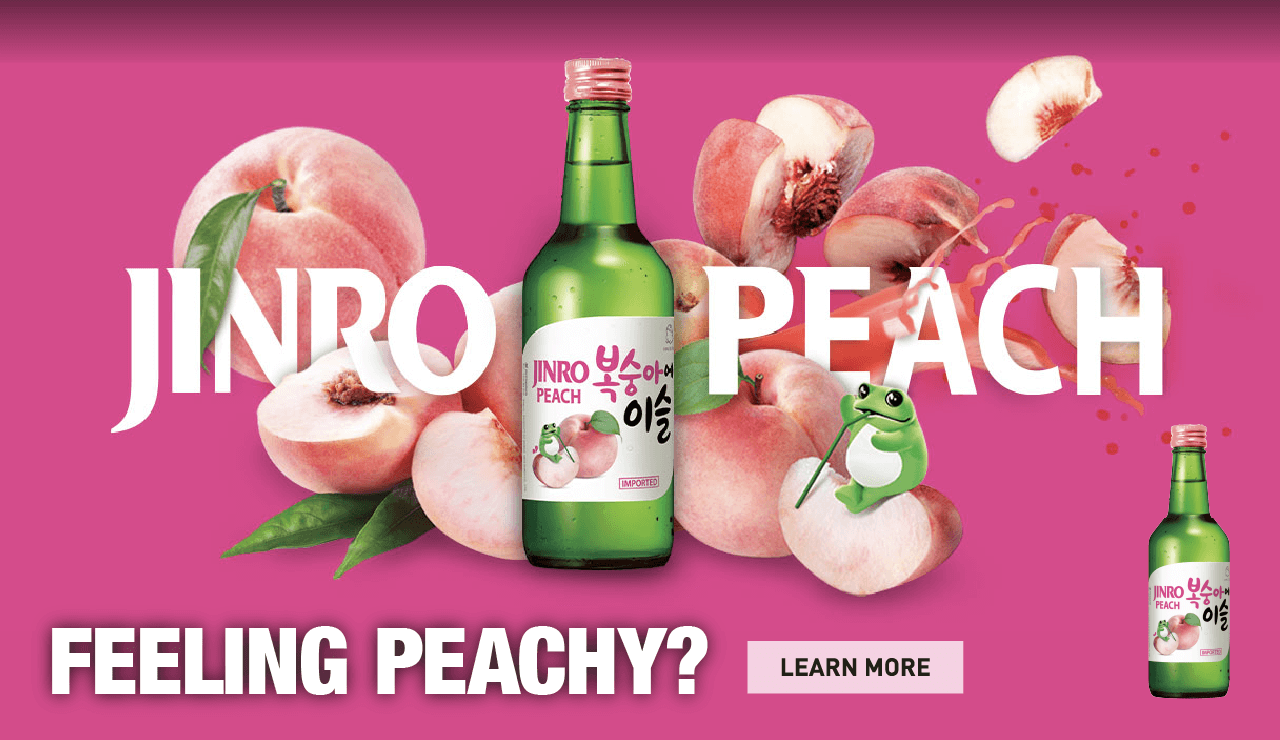 JINRO PEACH
JINRO
PEACH
복숭아에
이슬
IMPORTED
FEELING PEACHY?
LEARN MORE
JINRO
PEACH
복숭아에
이슬
IMPORTED